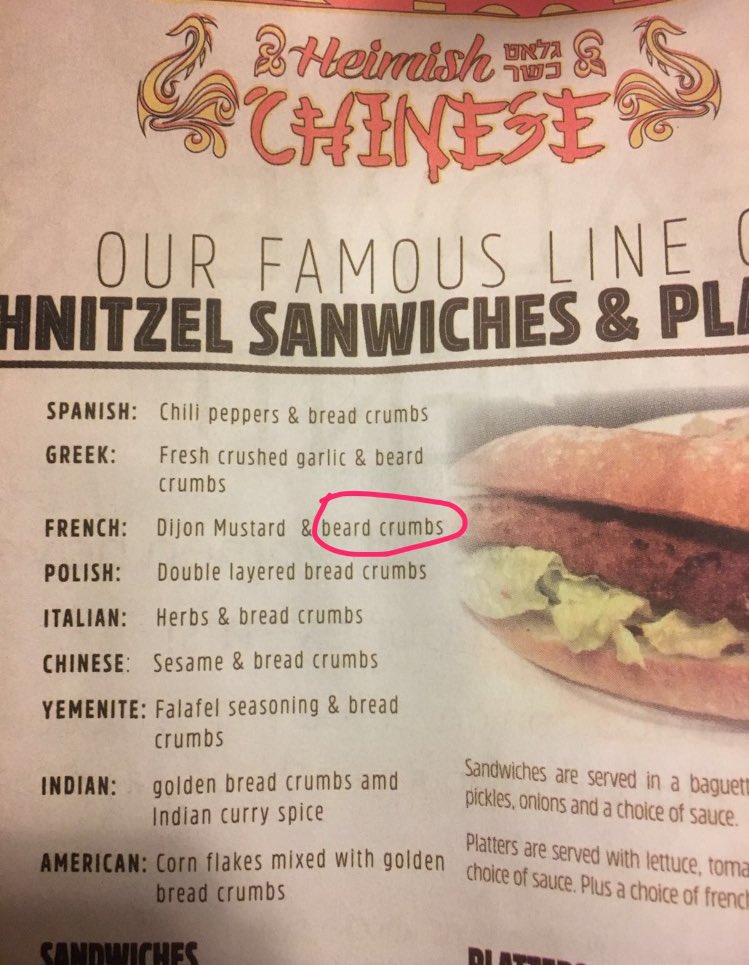 Heimish גלאט
כשר
CHINESE
OUR FAMOUS LINE
HNITZEL SANWICHES & PLA
SPANISH: Chili peppers & bread crumbs
GREEK: Fresh crushed garlic & beard
crumbs
FRENCH: Dijon Mustard & beard crumbs
POLISH: Double layered bread crumbs
ITALIAN: Herbs & bread crumbs
CHINESE: Sesame & bread crumbs
YEMENITE: Falafel seasoning & bread
crumbs
INDIAN: golden bread crumbs amd
Indian curry spice
AMERICAN: Corn flakes mixed with golden
bread crumbs
Sandwiches are served in a baguett
pickles, onions and a choice of sauce.
Platters are served with lettuce, toma
choice of sauce. Plus a choice of french
SANDWICHES
PLATTERS